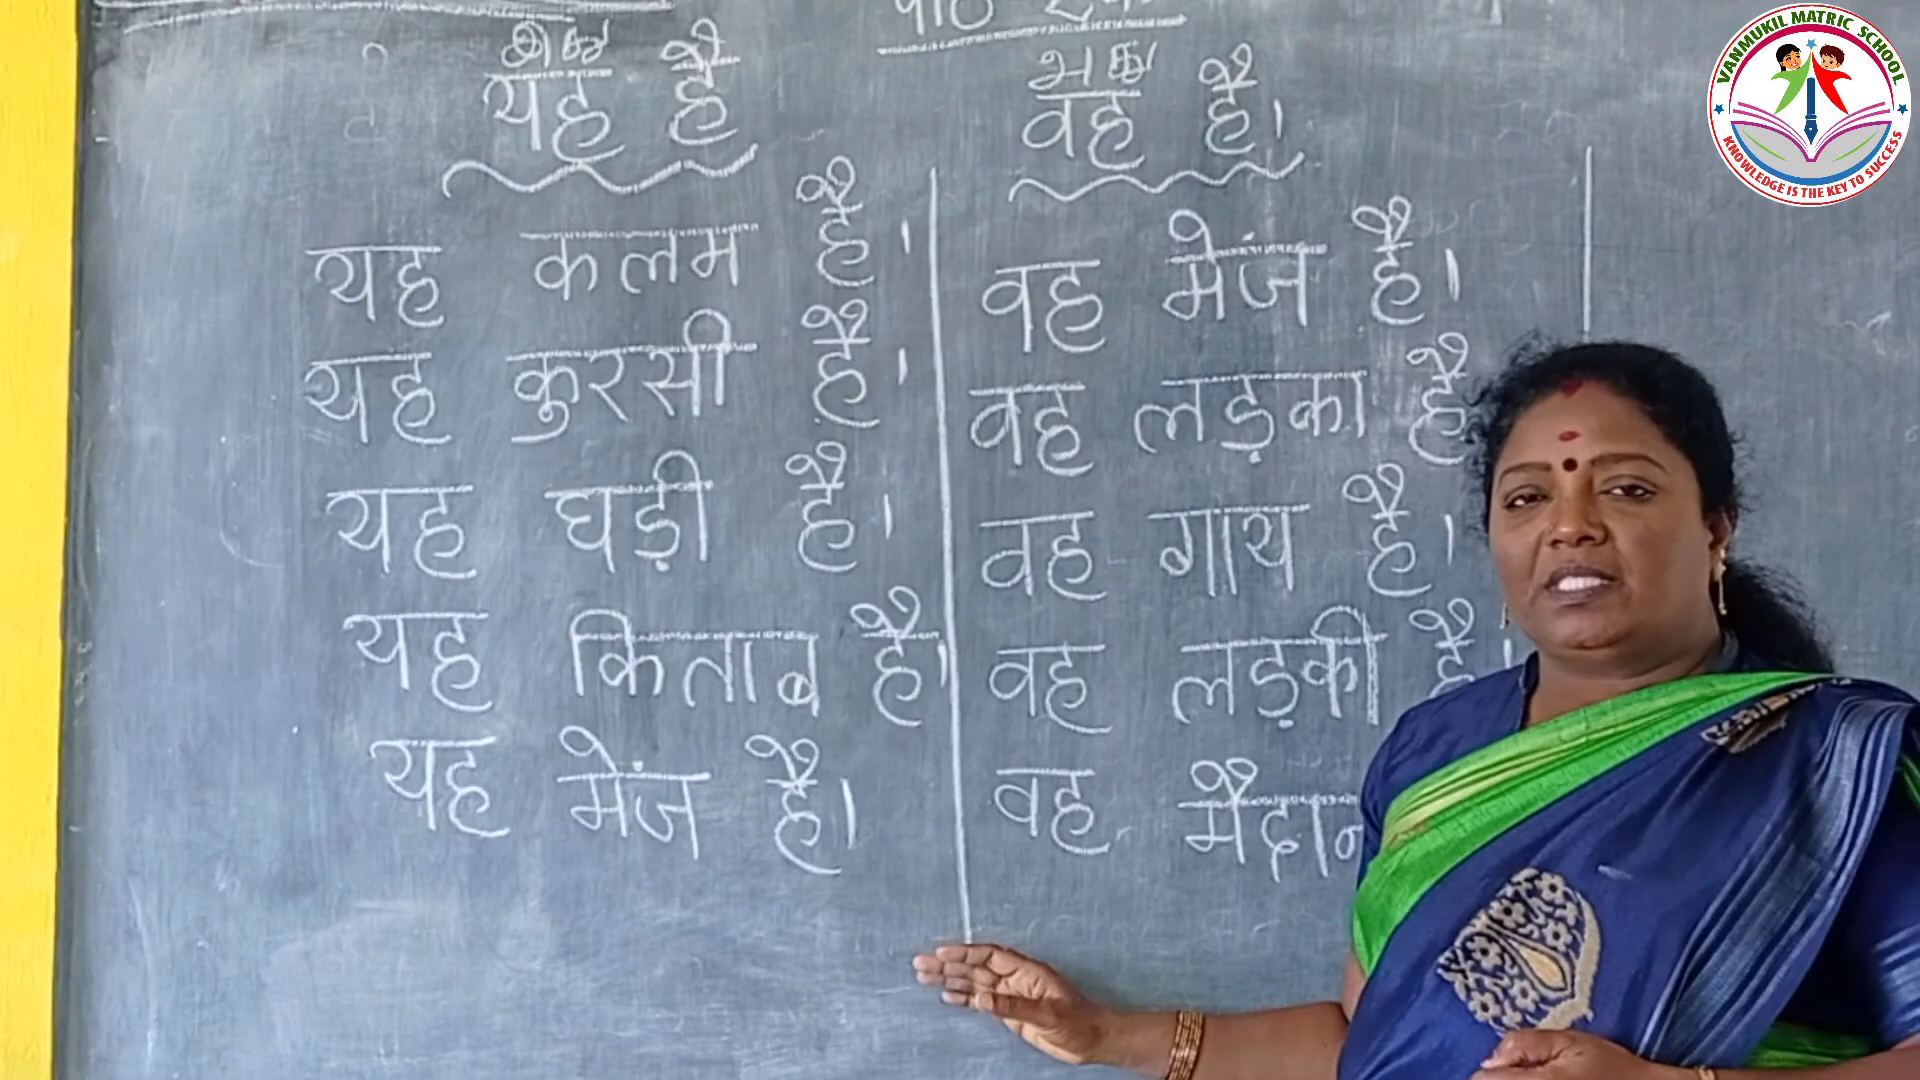 पाठ एक
यह है
यह कलम है।
यह कुरसी है।
यह घड़ी है।
यह किताब है।
यह मेंज है।
वह है।
वह मेंज है।
वह लड़का है
वह गाय है।
वह लड़की है।
वह मैदान
VANMUKIL MATRIC SCHOOL
KNOWLEDGE IS THE KEY TO SUCCESS